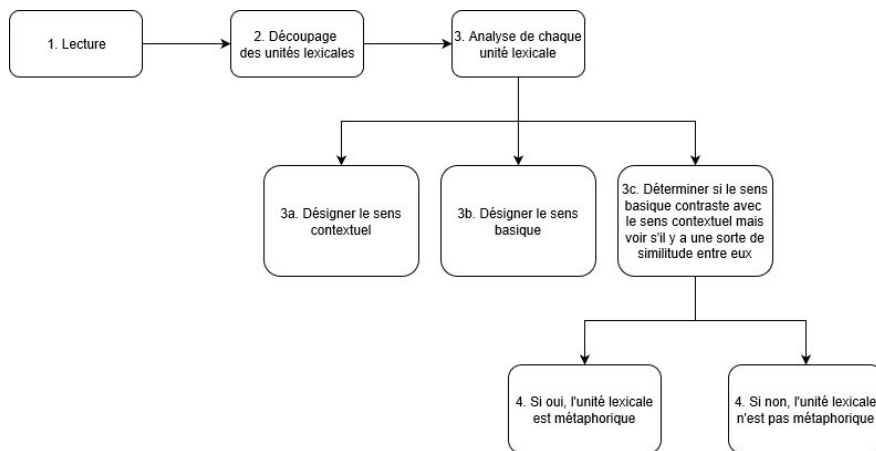 1. Lecture
2. Découpage
des unités lexicales
3. Analyse de chaque
unité lexicale
3a. Désigner le sens
contextuel
3b. Désigner le sens
basique
3c. Déterminer si le sens
basique contraste avec
le sens contextuel mais
voir s'il y a une sorte de
similitude entre eux
4. Si oui, l'unité lexicale
est métaphorique
4. Si non, l'unité lexicale
n'est pas métaphorique